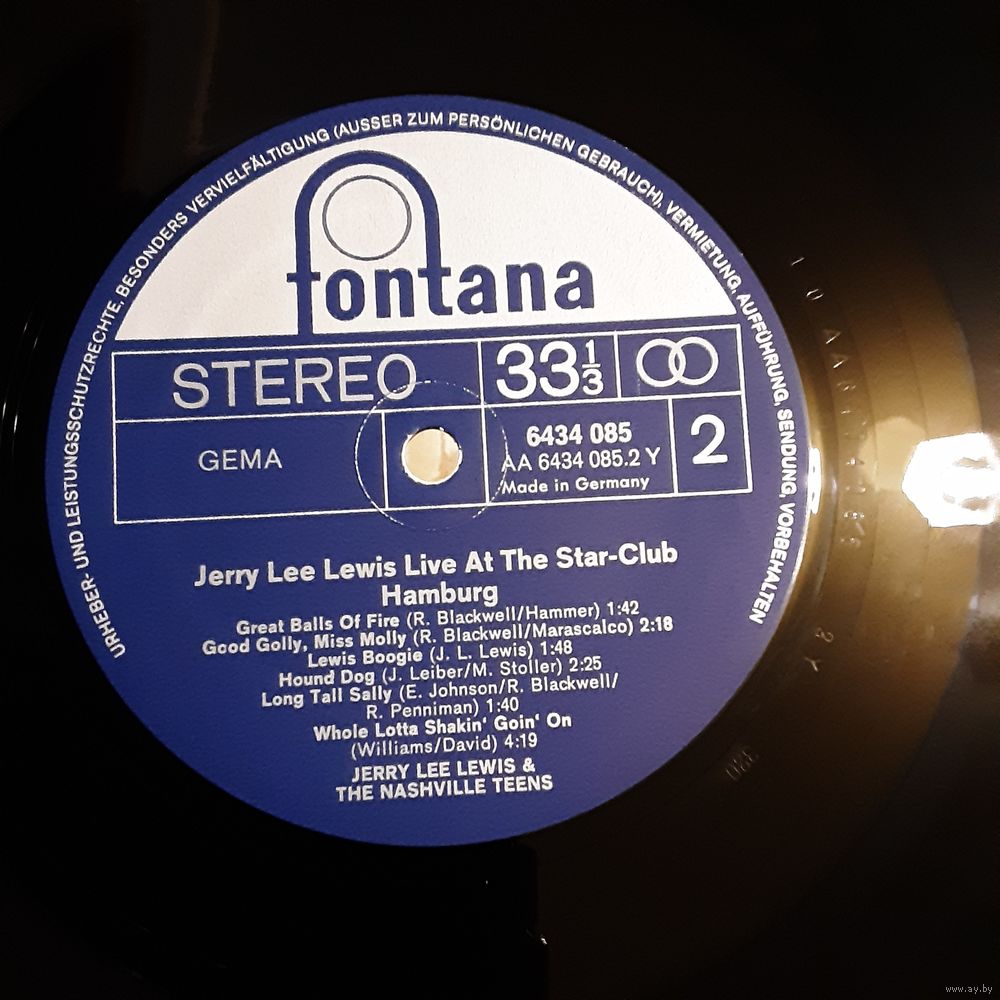 URHEBER- UND LEISTUNGSSCHUTZRECHTE, BESONDERS VERVIELFÄLTIGUNG (AUSSER ZUM PERSÖNLICHEN GEBRAUCH), VERMIETUNG, AUFFÜHRUNG, SENDUNG, VORBEHALTEN
fontana
STEREO 33 1/3
GEMA
6434 085
AA 6434 085.2 Y
Made in Germany
2
Jerry Lee Lewis Live At The Star-Club
Hamburg
Great Balls Of Fire (R. Blackwell/Hammer) 1:42
Good Golly, Miss Molly (R. Blackwell/Marascalco) 2:18
Lewis Boogie (J. L. Lewis) 1:48
Hound Dog (J. Leiber/M. Stoller) 2:25
Long Tall Sally (E. Johnson/R. Blackwell/
R. Penniman) 1:40
Whole Lotta Shakin' Goin' On
(Williams/David) 4:19
JERRY LEE LEWIS &
THE NASHVILLE TEENS
2 Y
320
www.ay.by